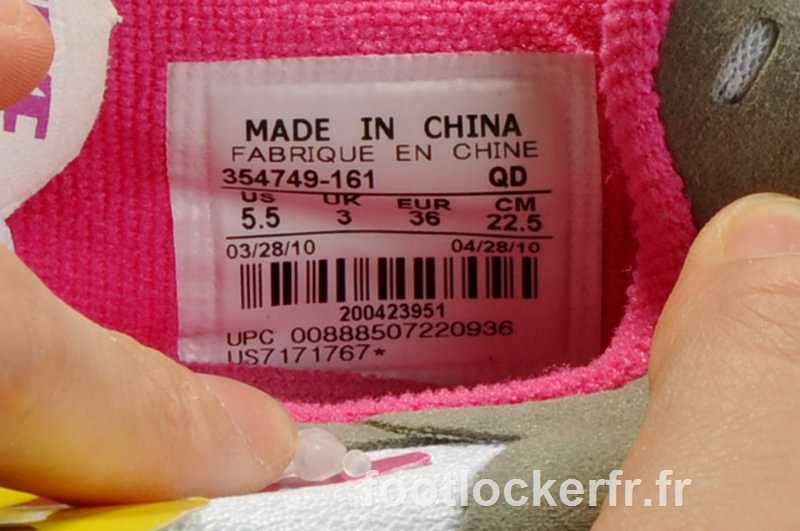 MADE IN CHINA
FABRIQUE EN CHINE
354749-161 QD
US UK EUR CM
5.5 3 36 22.5
03/28/10 04/28/10
200423951
UPC 00888507220936
US7171767*
footlockerfr.fr